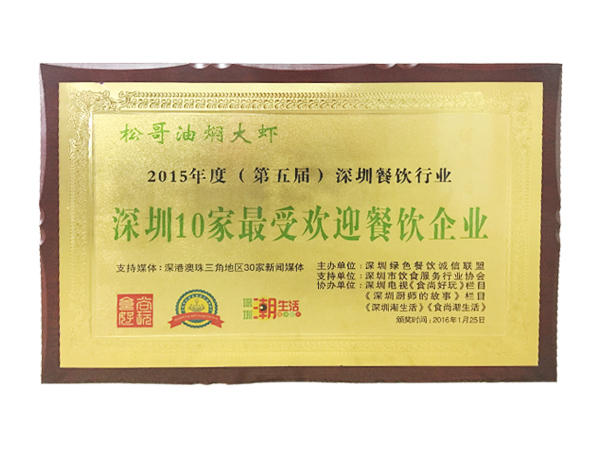 松哥油焖大虾
2015年度（第五届）深圳餐饮行业
深圳10家最受欢迎餐饮企业
支持媒体：深港澳珠三角地区30家新闻媒体
主办单位：深圳绿色餐饮诚信联盟
支持单位：深圳市饮食服务行业协会
协办单位：深圳电视《食尚好玩》栏目
《深圳厨师的故事》栏目
《深圳潮生活》《食尚潮生活》
颁奖时间：2016年1月25日
深圳潮生活